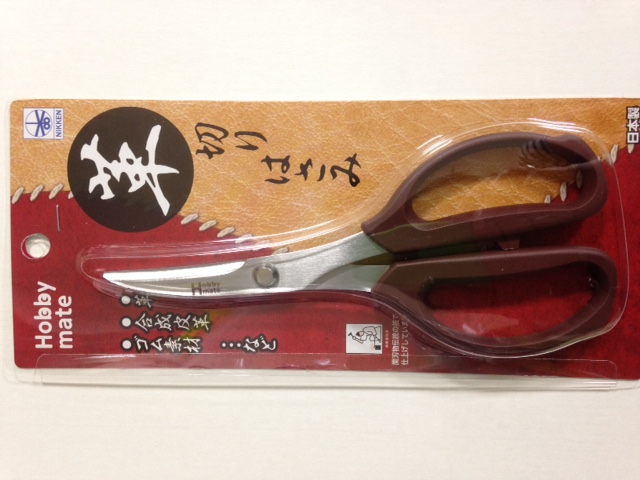 NIKKEN
革
切り
はさみ
日本製
Hobby
mate
●革
●合成皮革
●ゴム素材
…など